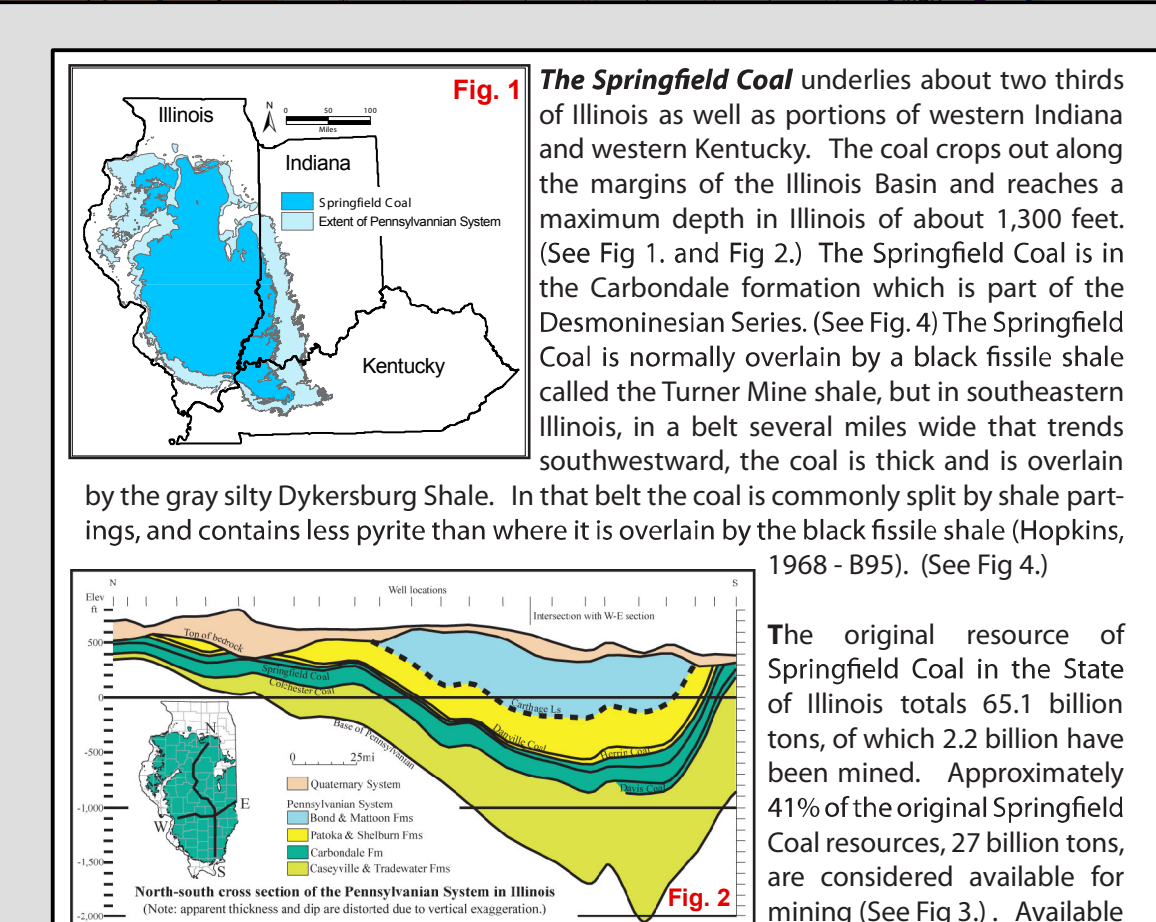 Fig. 1
Illinois
N
0 50 100
Miles
Indiana
Springfield Coal
Extent of Pennsylvannian System
Kentucky
The Springfield Coal underlies about two thirds
of Illinois as well as portions of western Indiana
and western Kentucky. The coal crops out along
the margins of the Illinois Basin and reaches a
maximum depth in Illinois of about 1,300 feet.
(See Fig 1. and Fig 2.) The Springfield Coal is in
the Carbondale formation which is part of the
Desmoninesian Series. (See Fig. 4) The Springfield
Coal is normally overlain by a black fissile shale
called the Turner Mine shale, but in southeastern
Illinois, in a belt several miles wide that trends
southwestward, the coal is thick and is overlain
by the gray silty Dykersburg Shale. In that belt the coal is commonly split by shale part-
ings, and contains less pyrite than where it is overlain by the black fissile shale (Hopkins,
1968 - B95). (See Fig 4.)
N
S
Elev
ft
Well locations
Intersection with W-E section
500
0
-500
-1,000
-1,500
-2,000
Top of bedrock
Springfield Coal
Colchester Coal
Base of Pennsylvanian
Carthage Ls
Danville Coal
Herrin Coal
Davis Coal
N
E
W
S
0 25mi
Quaternary System
Pennsylvanian System
Bond & Mattoon Fms
Patoka & Shelburn Fms
Carbondale Fm
Caseyville & Tradewater Fms
North-south cross section of the Pennsylvanian System in Illinois
(Note: apparent thickness and dip are distorted due to vertical exaggeration.)
Fig. 2
The original resource of
Springfield Coal in the State
of Illinois totals 65.1 billion
tons, of which 2.2 billion have
been mined. Approximately
41% of the original Springfield
Coal resources, 27 billion tons,
are considered available for
mining (See Fig 3.) . Available